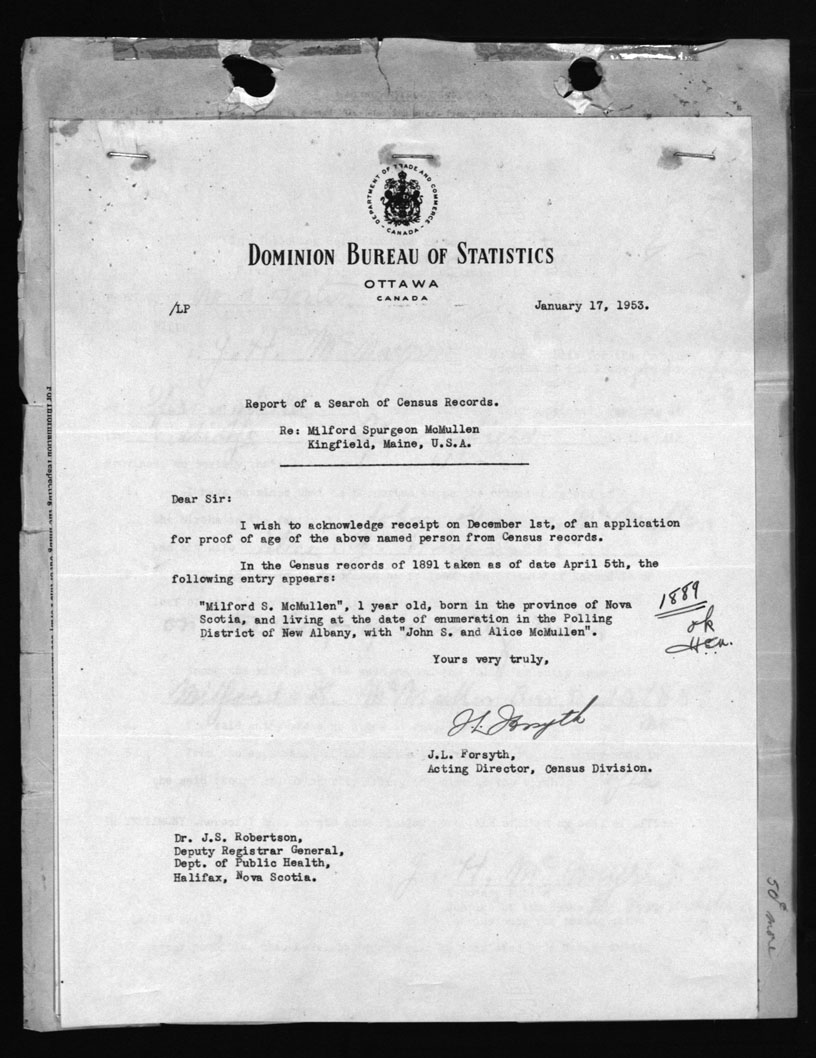 DEPARTMENT OF TRADE AND COMMERCE
- CANADA -
DOMINION BUREAU OF STATISTICS
OTTAWA
CANADA
/LP
January 17, 1953.
Report of a Search of Census Records.
Re: Milford Spurgeon McMullen
Kingfield, Maine, U.S.A.
Dear Sir:
I wish to acknowledge receipt on December 1st, of an application
for proof of age of the above named person from Census records.
In the Census records of 1891 taken as of date April 5th, the
following entry appears:
"Milford S. McMullen", 1 year old, born in the province of Nova
Scotia, and living at the date of enumeration in the Polling
District of New Albany, with "John S. and Alice McMullen".
1889
ok
Yours very truly,
J.L. Forsyth
J.L. Forsyth,
Acting Director, Census Division.
Dr. J.S. Robertson,
Deputy Registrar General,
Dept. of Public Health,
Halifax, Nova Scotia.
50¢ more